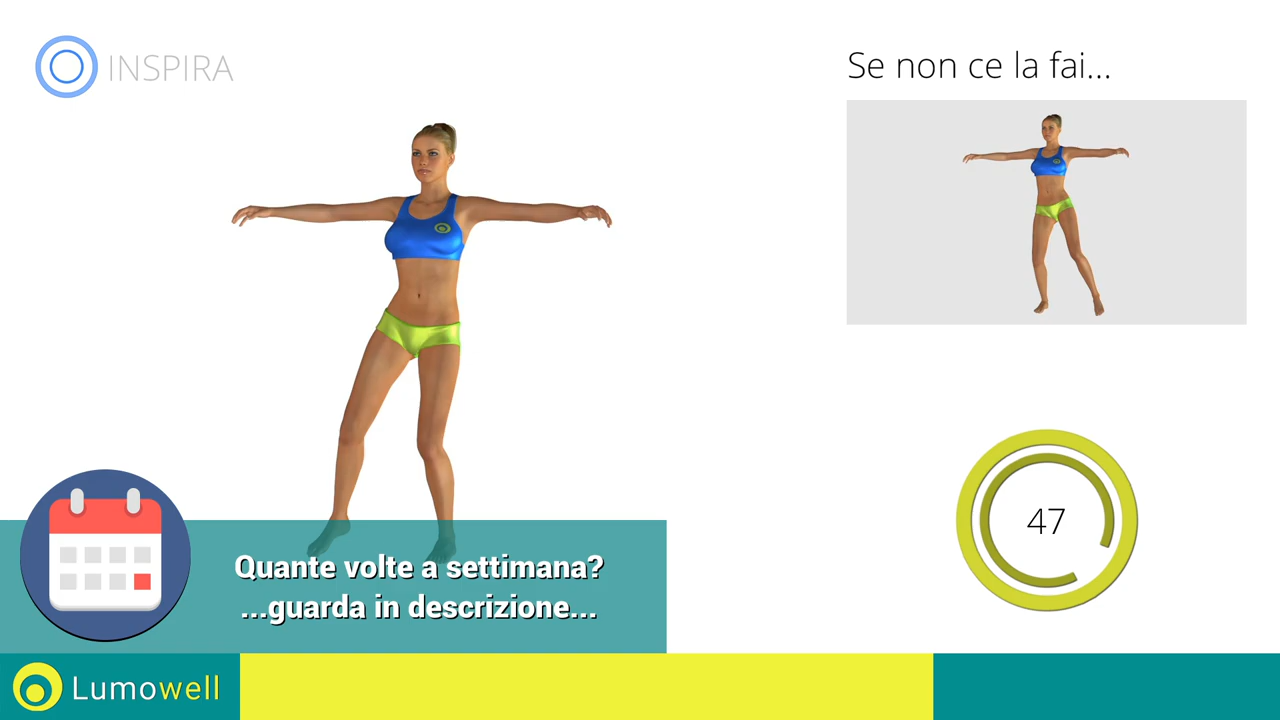 INSPIRA
Se non ce la fai...
47
Quante volte a settimana?
...guarda in descrizione...
Lumowell